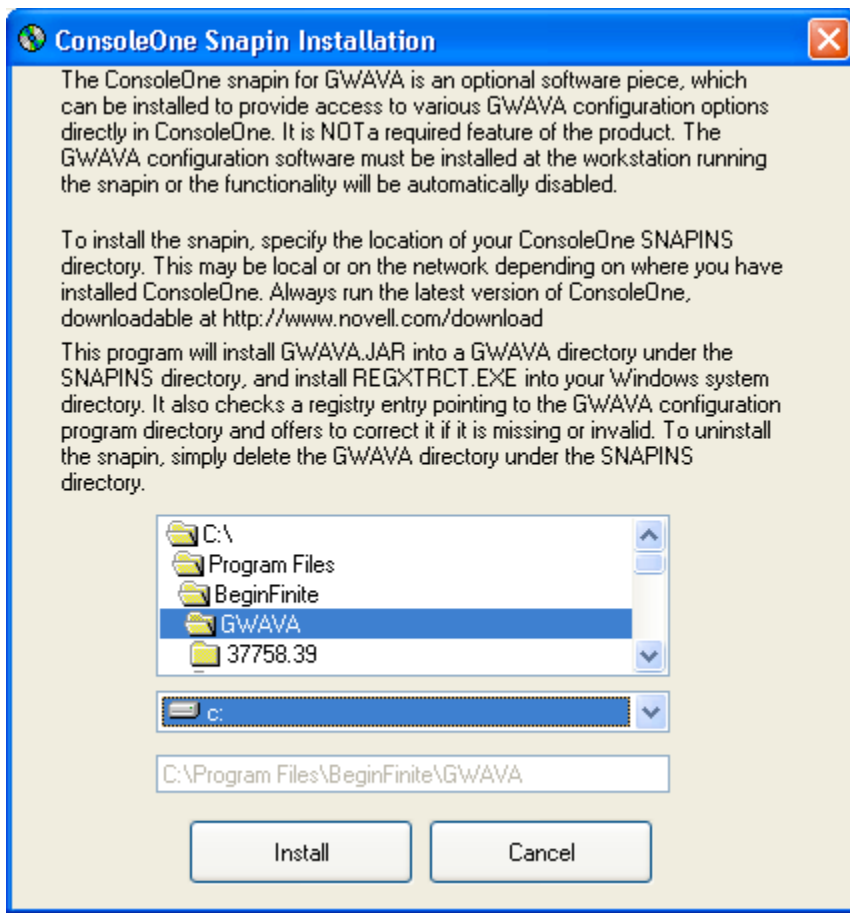 ConsoleOne Snapin Installation
The ConsoleOne snapin for GWAVA is an optional software piece, which
can be installed to provide access to various GWAVA configuration options
directly in ConsoleOne. It is NOT a required feature of the product. The
GWAVA configuration software must be installed at the workstation running
the snapin or the functionality will be automatically disabled.
To install the snapin, specify the location of your ConsoleOne SNAPINS
directory. This may be local or on the network depending on where you have
installed ConsoleOne. Always run the latest version of ConsoleOne,
downloadable at http://www.novell.com/download
This program will install GWAVA.JAR into a GWAVA directory under the
SNAPINS directory, and install REGXTRCT.EXE into your Windows system
directory. It also checks a registry entry pointing to the GWAVA configuration
program directory and offers to correct it if it is missing or invalid. To uninstall
the snapin, simply delete the GWAVA directory under the SNAPINS
directory.
C:\
Program Files
BeginFinite
GWAVA
37758.39
c:
C:\Program Files\BeginFinite\GWAVA
Install
Cancel